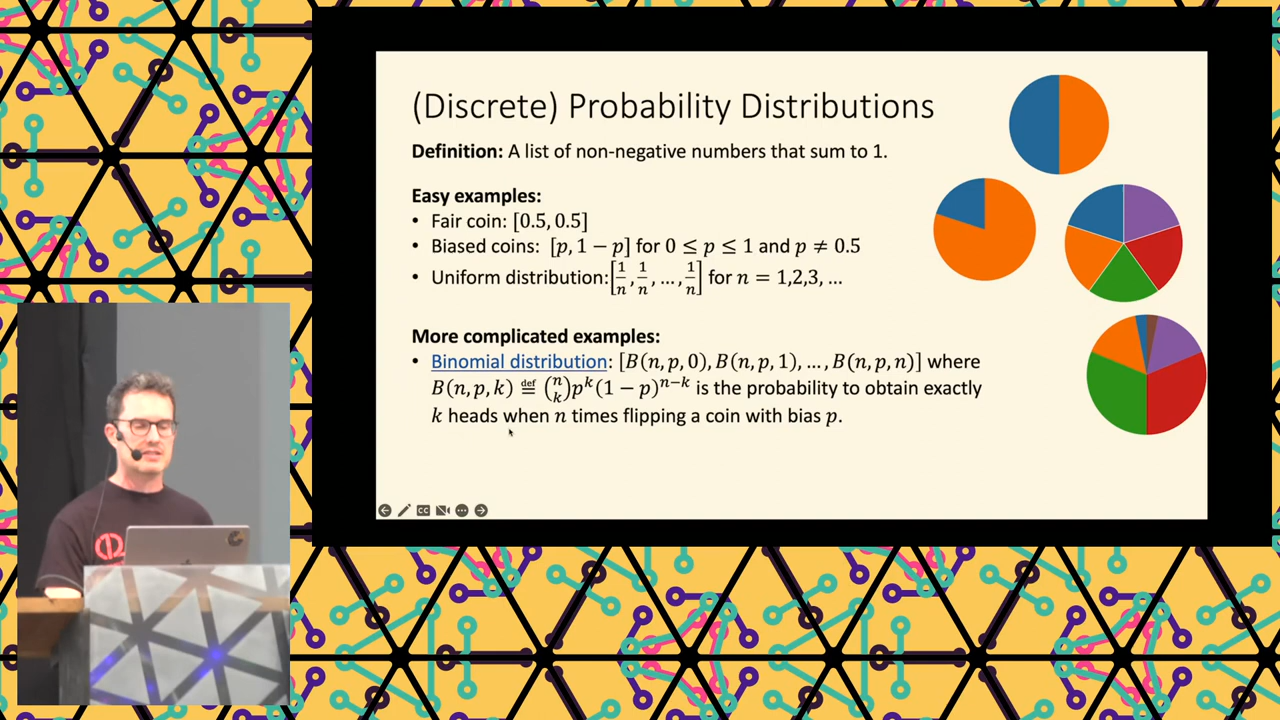 (Discrete) Probability Distributions
Definition: A list of non-negative numbers that sum to 1.
Easy examples:
• Fair coin: [0.5, 0.5]
• Biased coins: [𝑝, 1 − 𝑝] for 0 ≤ 𝑝 ≤ 1 and 𝑝 ≠ 0.5
• Uniform distribution:[1/𝑛, 1/𝑛, …, 1/𝑛] for 𝑛 = 1,2,3, …
More complicated examples:
• Binomial distribution: [𝐵(𝑛, 𝑝, 0), 𝐵(𝑛, 𝑝, 1), …, 𝐵(𝑛, 𝑝, 𝑛)] where
𝐵(𝑛, 𝑝, 𝑘) ≝ (𝑛 𝑘)𝑝^𝑘(1 − 𝑝)^{𝑛−𝑘} is the probability to obtain exactly
𝑘 heads when 𝑛 times flipping a coin with bias 𝑝.
CC